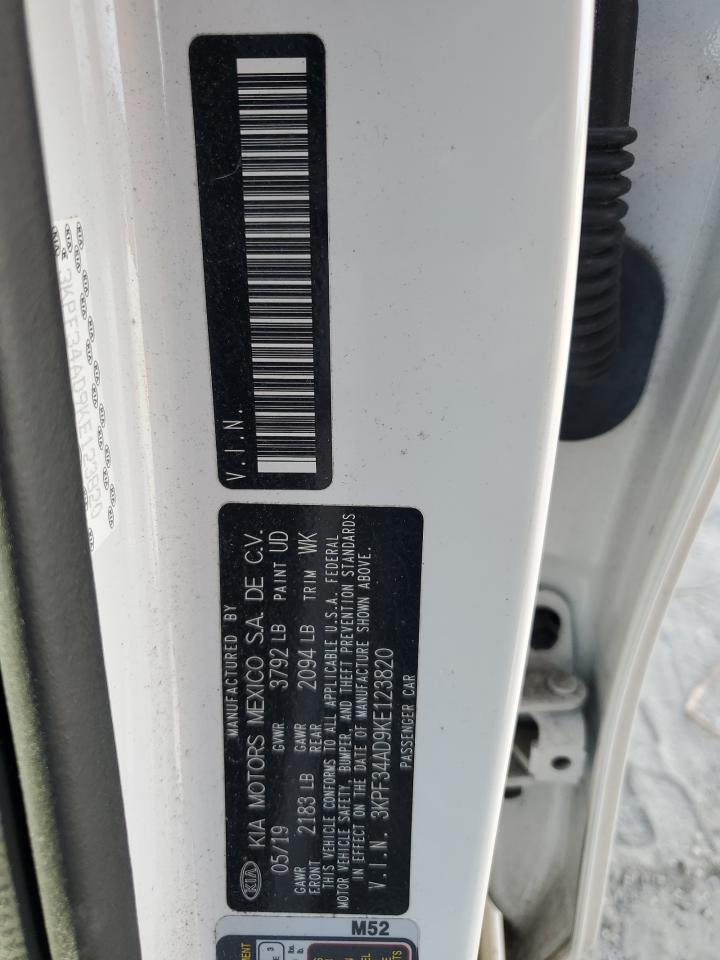 V.I.N.
MANUFACTURED BY
KIA KIA MOTORS MEXICO S.A. DE C.V.
05/19 GVWR 3792 LB PAINT UD
GAWR FRONT 2183 LB GAWR REAR 2094 LB TRIM WK
THIS VEHICLE CONFORMS TO ALL APPLICABLE U.S.A. FEDERAL
MOTOR VEHICLE SAFETY, BUMPER, AND THEFT PREVENTION STANDARDS
IN EFFECT ON THE DATE OF MANUFACTURE SHOWN ABOVE.
V.I.N. 3KPF34AD9KE123820
PASSENGER CAR
3KPF34AD9KE123820
M52